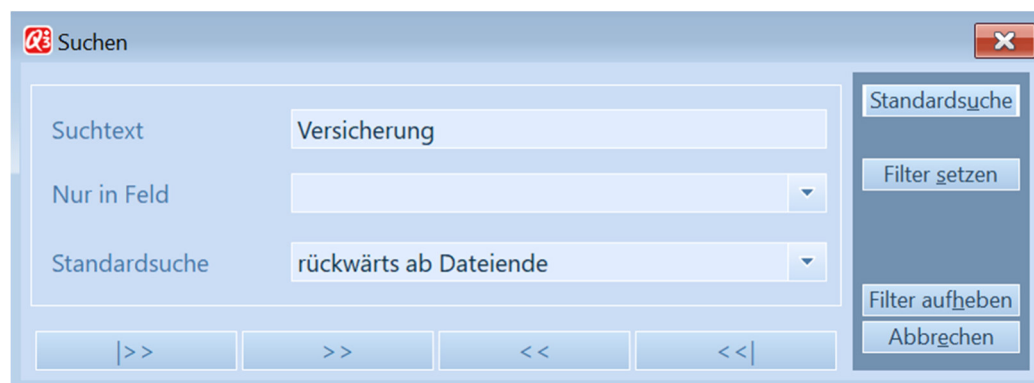 Suchen
Suchtext
Versicherung
Nur in Feld
Standardsuche
rückwärts ab Dateiende
|>>
>>
<<
<<|
Standardsuche
Filter setzen
Filter aufheben
Abbrechen